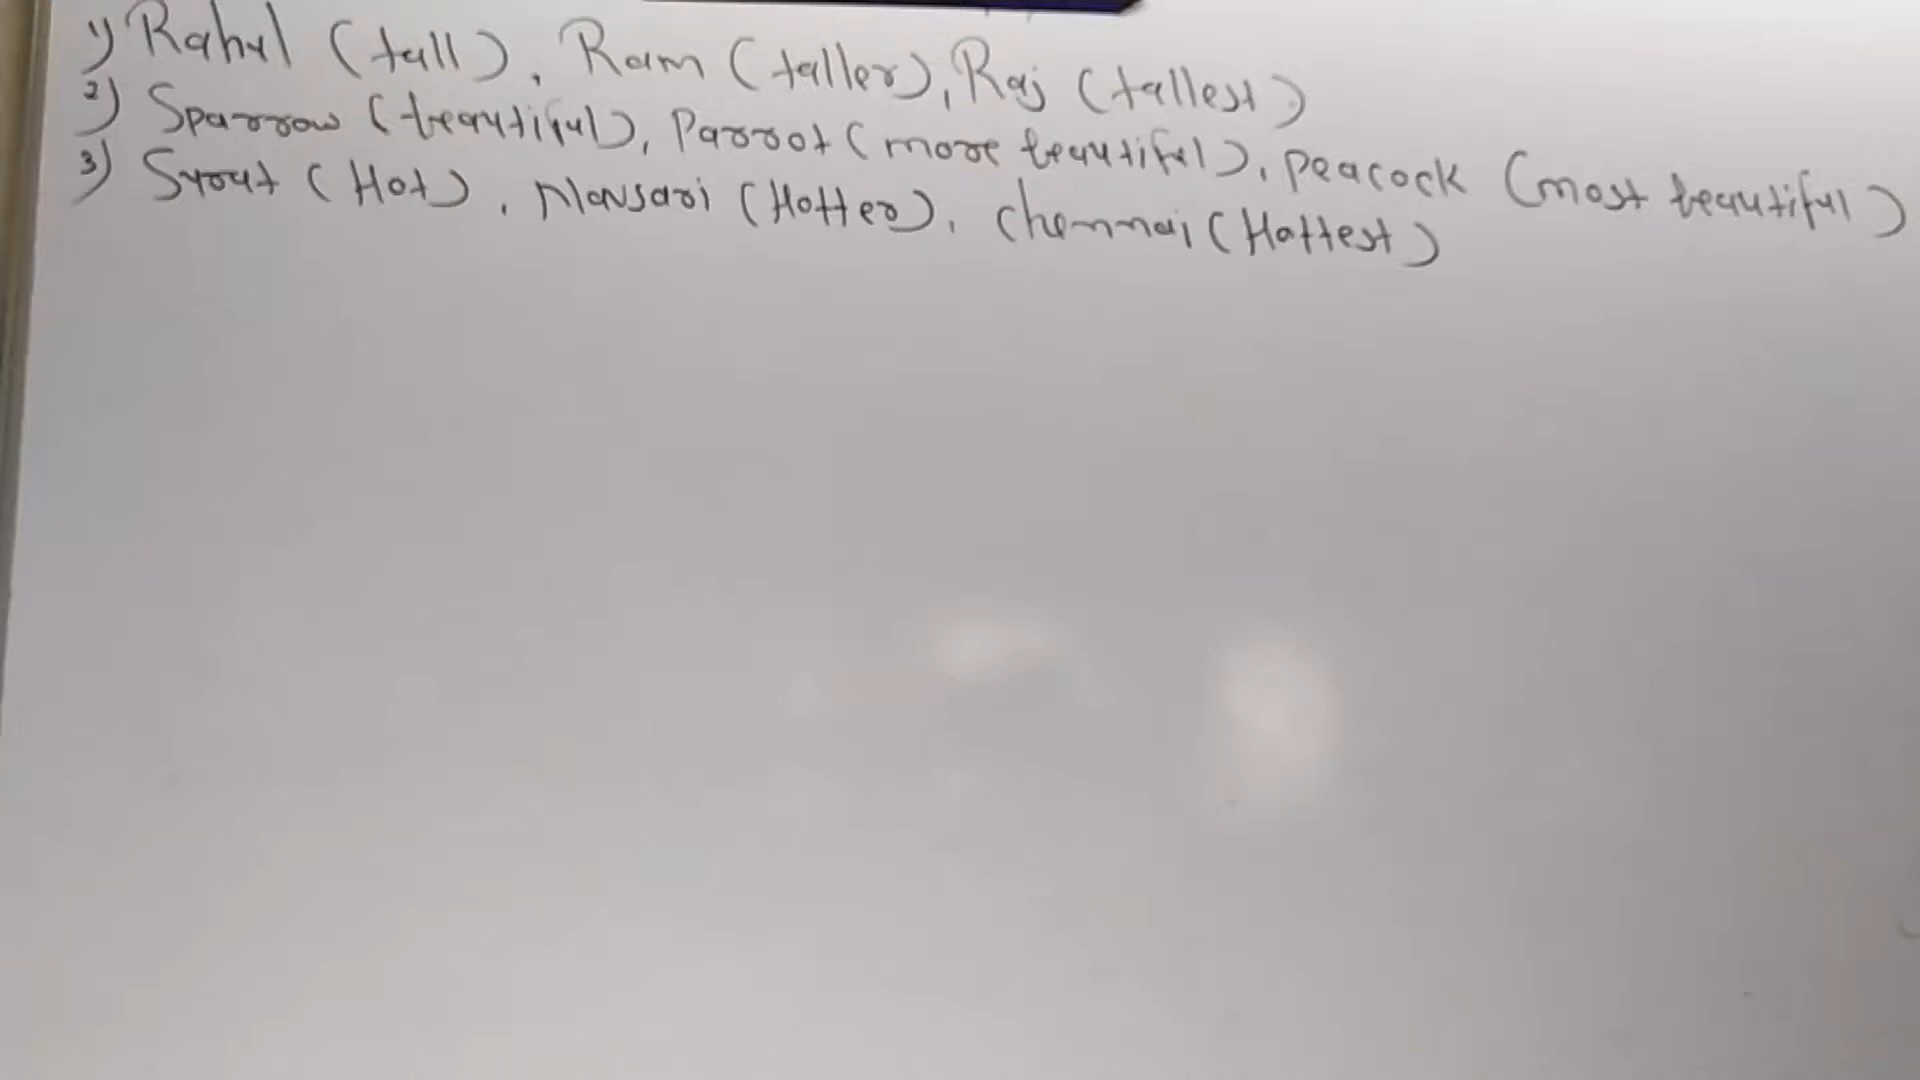 1) Rahul (tall), Ram (taller), Raj (tallest)
2) Sparrow (beautiful), Parrot (more beautiful), Peacock (most beautiful)
3) Surat (Hot), Navsari (Hotter), Chennai (Hottest)